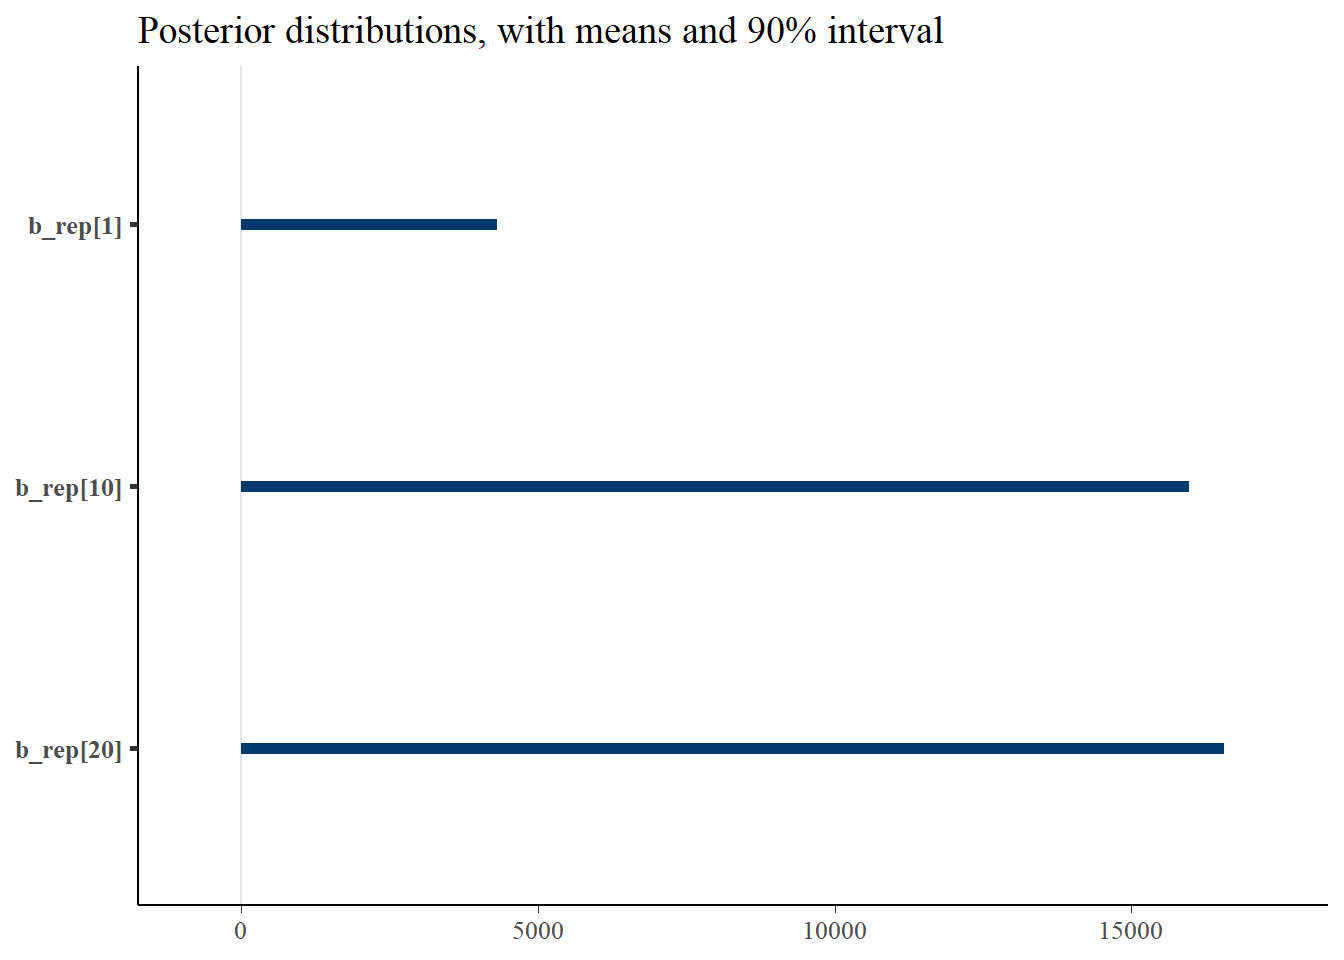 Posterior distributions, with means and 90% interval
b_rep[1]
b_rep[10]
b_rep[20]
0 5000 10000 15000